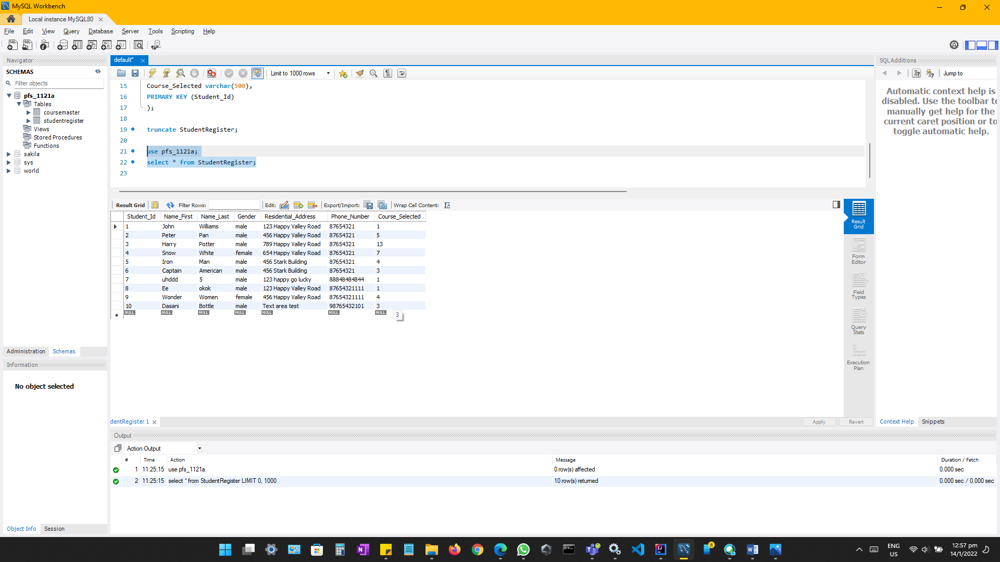 MySQL Workbench
Local instance MySQL80
File Edit View Query Database Server Tools Scripting Help
Navigator
SCHEMAS
Filter objects
pfs_1121a
Tables
coursemaster
studentregister
Views
Stored Procedures
Functions
sakila
sys
world
Administration Schemas
Information
No object selected
Object Info Session
default*
Limit to 1000 rows
15 Course_Selected varchar(500),
16 PRIMARY KEY (Student_Id)
17 );
18
19 truncate StudentRegister;
20
21 use pfs_1121a;
22 select * from StudentRegister;
23
Result Grid Filter Rows: Edit: Export/Import: Wrap Cell Content:
Student_Id Name_First Name_Last Gender Residential_Address Phone_Number Course_Selected
1 John Williams male 123 Happy Valley Road 87654321 1
2 Peter Pan male 456 Happy Valley Road 87654321 5
3 Harry Potter male 789 Happy Valley Road 87654321 13
4 Snow White female 654 Happy Valley Road 87654321 7
5 Iron Man male 456 Stark Building 87654321 4
6 Captain American male 456 Stark Building 87654321 3
7 uhddd 5 male 123 happy go lucky 88848484844 1
8 Ee okok male 123 Happy Valley Road 87654321111 1
9 Wonder Women female 456 Happy Valley Road 87654321111 4
10 Dasani Bottle male Text area test 98765432101 3
NULL NULL NULL NULL NULL NULL NULL
3
Result
Grid
Form
Editor
Field
Types
Query
Stats
Execution
Plan
dentRegister 1
Apply Revert
Output
Action Output
# Time Action Message Duration / Fetch
1 11:25:15 use pfs_1121a 0 row(s) affected 0.000 sec
2 11:25:15 select * from StudentRegister LIMIT 0, 1000 10 row(s) returned 0.000 sec / 0.000 sec
SQLAdditions
Jump to
Automatic context help is
disabled. Use the toolbar to
manually get help for the
current caret position or to
toggle automatic help.
Context Help Snippets
8
ENG
US
12:57 pm
14/1/2022